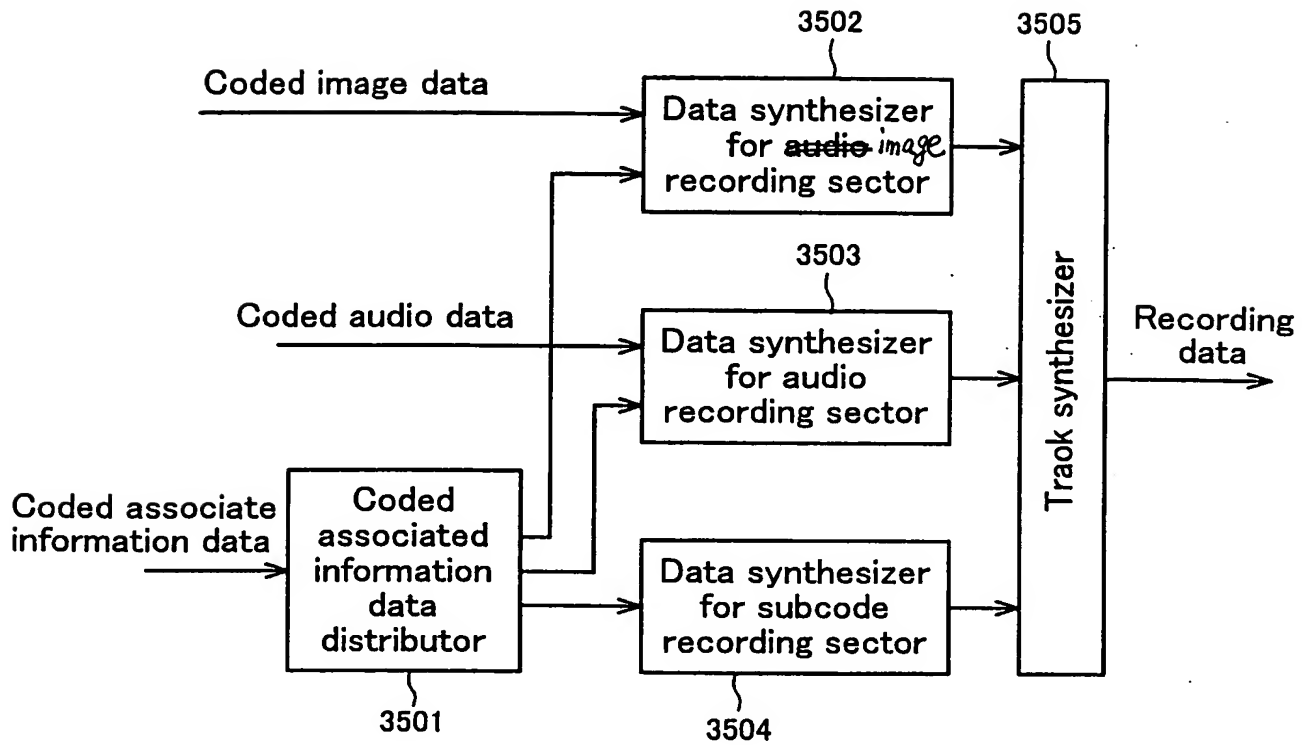 3502
3505
Coded image data
Data synthesizer
for audio image
recording sector
3503
Coded audio data
Data synthesizer
for audio
recording sector
Traok synthesizer
Recording
data
Coded associate
information data
Coded
associated
information
data
distributor
Data synthesizer
for subcode
recording sector
3501
3504